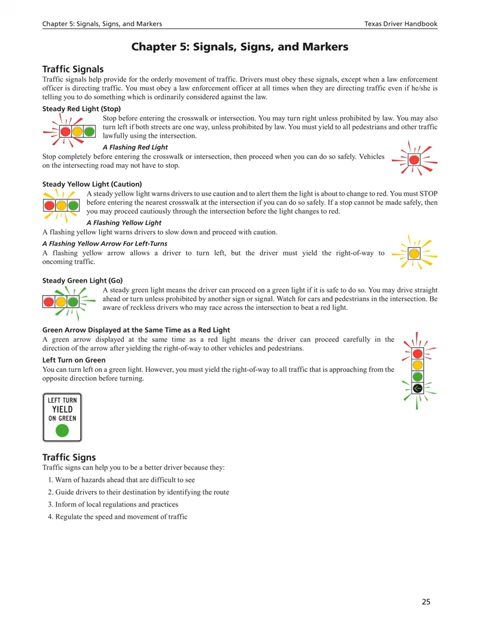 Chapter 5: Signals, Signs, and Markers
Texas Driver Handbook
Chapter 5: Signals, Signs, and Markers
Traffic Signals
Traffic signals help provide for the orderly movement of traffic. Drivers must obey these signals, except when a law enforcement
officer is directing traffic. You must obey a law enforcement officer at all times when they are directing traffic even if he/she is
telling you to do something which is ordinarily considered against the law.
Steady Red Light (Stop)
Stop before entering the crosswalk or intersection. You may turn right unless prohibited by law. You may also
turn left if both streets are one way, unless prohibited by law. You must yield to all pedestrians and other traffic
lawfully using the intersection.
A Flashing Red Light
Stop completely before entering the crosswalk or intersection, then proceed when you can do so safely. Vehicles
on the intersecting road may not have to stop.
Steady Yellow Light (Caution)
A steady yellow light warns drivers to use caution and to alert them the light is about to change to red. You must STOP
before entering the nearest crosswalk at the intersection if you can do so safely. If a stop cannot be made safely, then
you may proceed cautiously through the intersection before the light changes to red.
A Flashing Yellow Light
A flashing yellow light warns drivers to slow down and proceed with caution.
A Flashing Yellow Arrow For Left-Turns
A flashing yellow arrow allows a driver to turn left, but the driver must yield the right-of-way to
oncoming traffic.
Steady Green Light (Go)
A steady green light means the driver can proceed on a green light if it is safe to do so. You may drive straight
ahead or turn unless prohibited by another sign or signal. Watch for cars and pedestrians in the intersection. Be
aware of reckless drivers who may race across the intersection to beat a red light.
Green Arrow Displayed at the Same Time as a Red Light
A green arrow displayed at the same time as a red light means the driver can proceed carefully in the
direction of the arrow after yielding the right-of-way to other vehicles and pedestrians.
Left Turn on Green
You can turn left on a green light. However, you must yield the right-of-way to all traffic that is approaching from the
opposite direction before turning.
LEFT TURN
YIELD
ON GREEN
Traffic Signs
Traffic signs can help you to be a better driver because they:
1. Warn of hazards ahead that are difficult to see
2. Guide drivers to their destination by identifying the route
3. Inform of local regulations and practices
4. Regulate the speed and movement of traffic
25